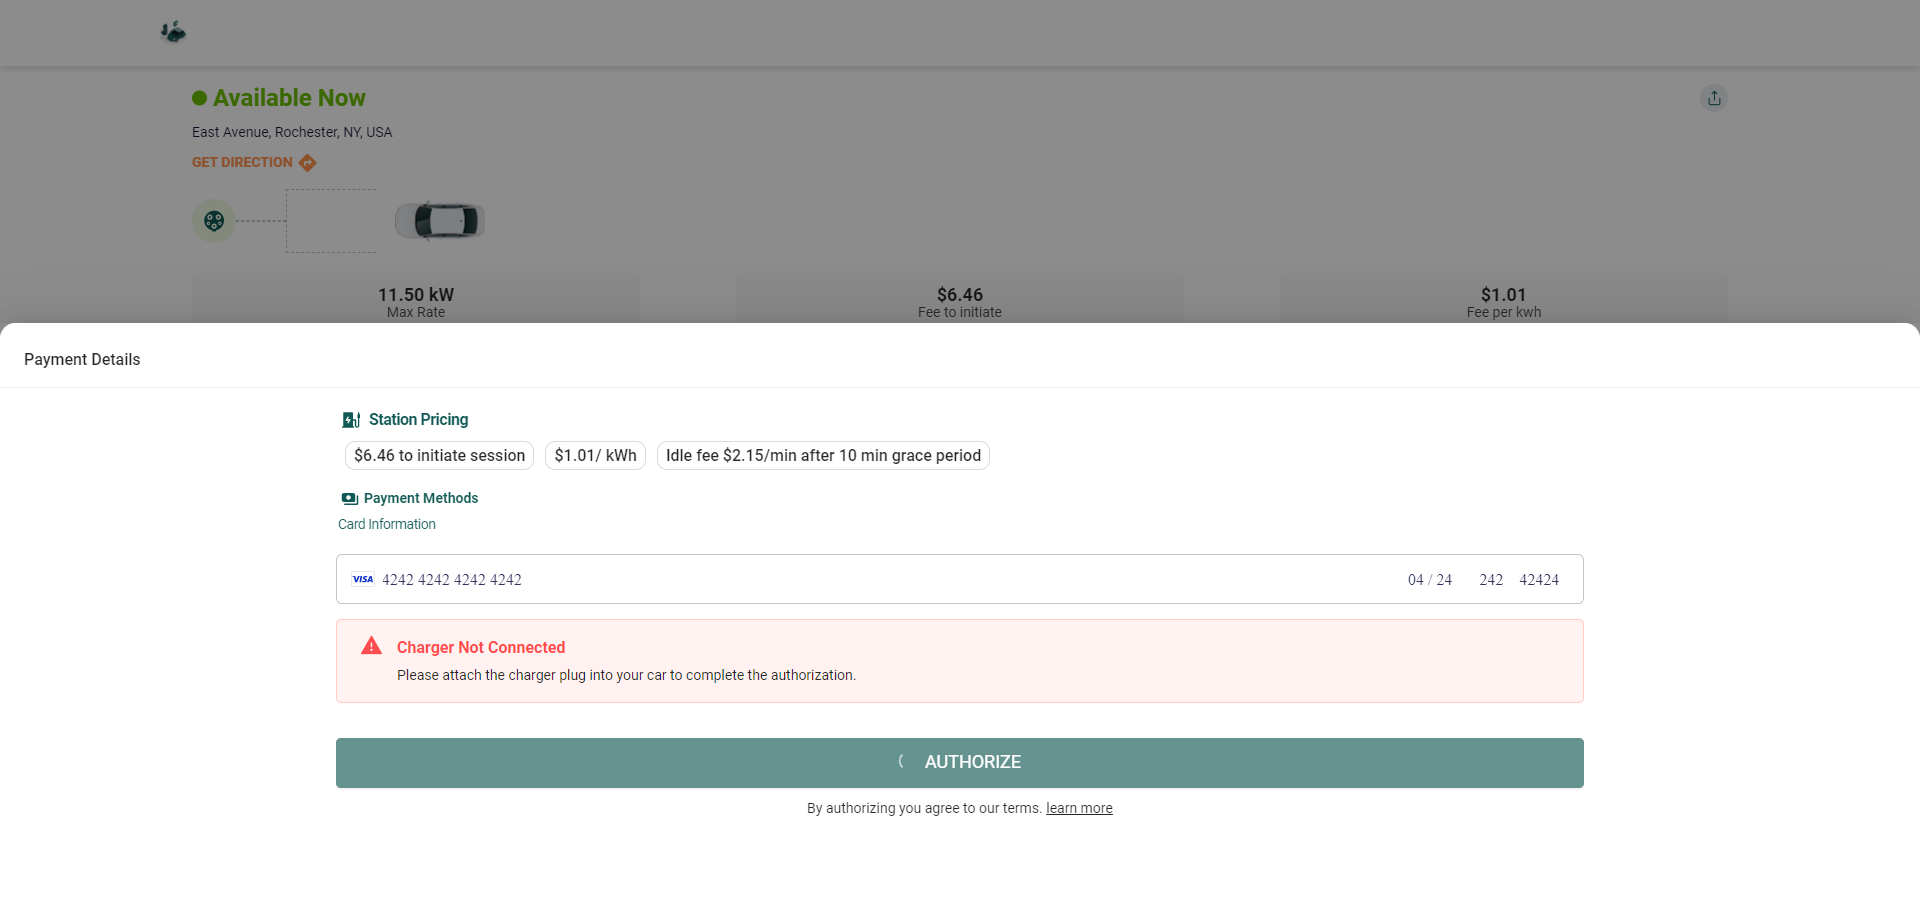 Available Now
East Avenue, Rochester, NY, USA
GET DIRECTION
11.50 kW
Max Rate
$6.46
Fee to initiate
$1.01
Fee per kwh
Payment Details
Station Pricing
$6.46 to initiate session
$1.01/ kWh
Idle fee $2.15/min after 10 min grace period
Payment Methods
Card Information
VISA 4242 4242 4242 4242 04 / 24 242 42424
Charger Not Connected
Please attach the charger plug into your car to complete the authorization.
AUTHORIZE
By authorizing you agree to our terms. learn more